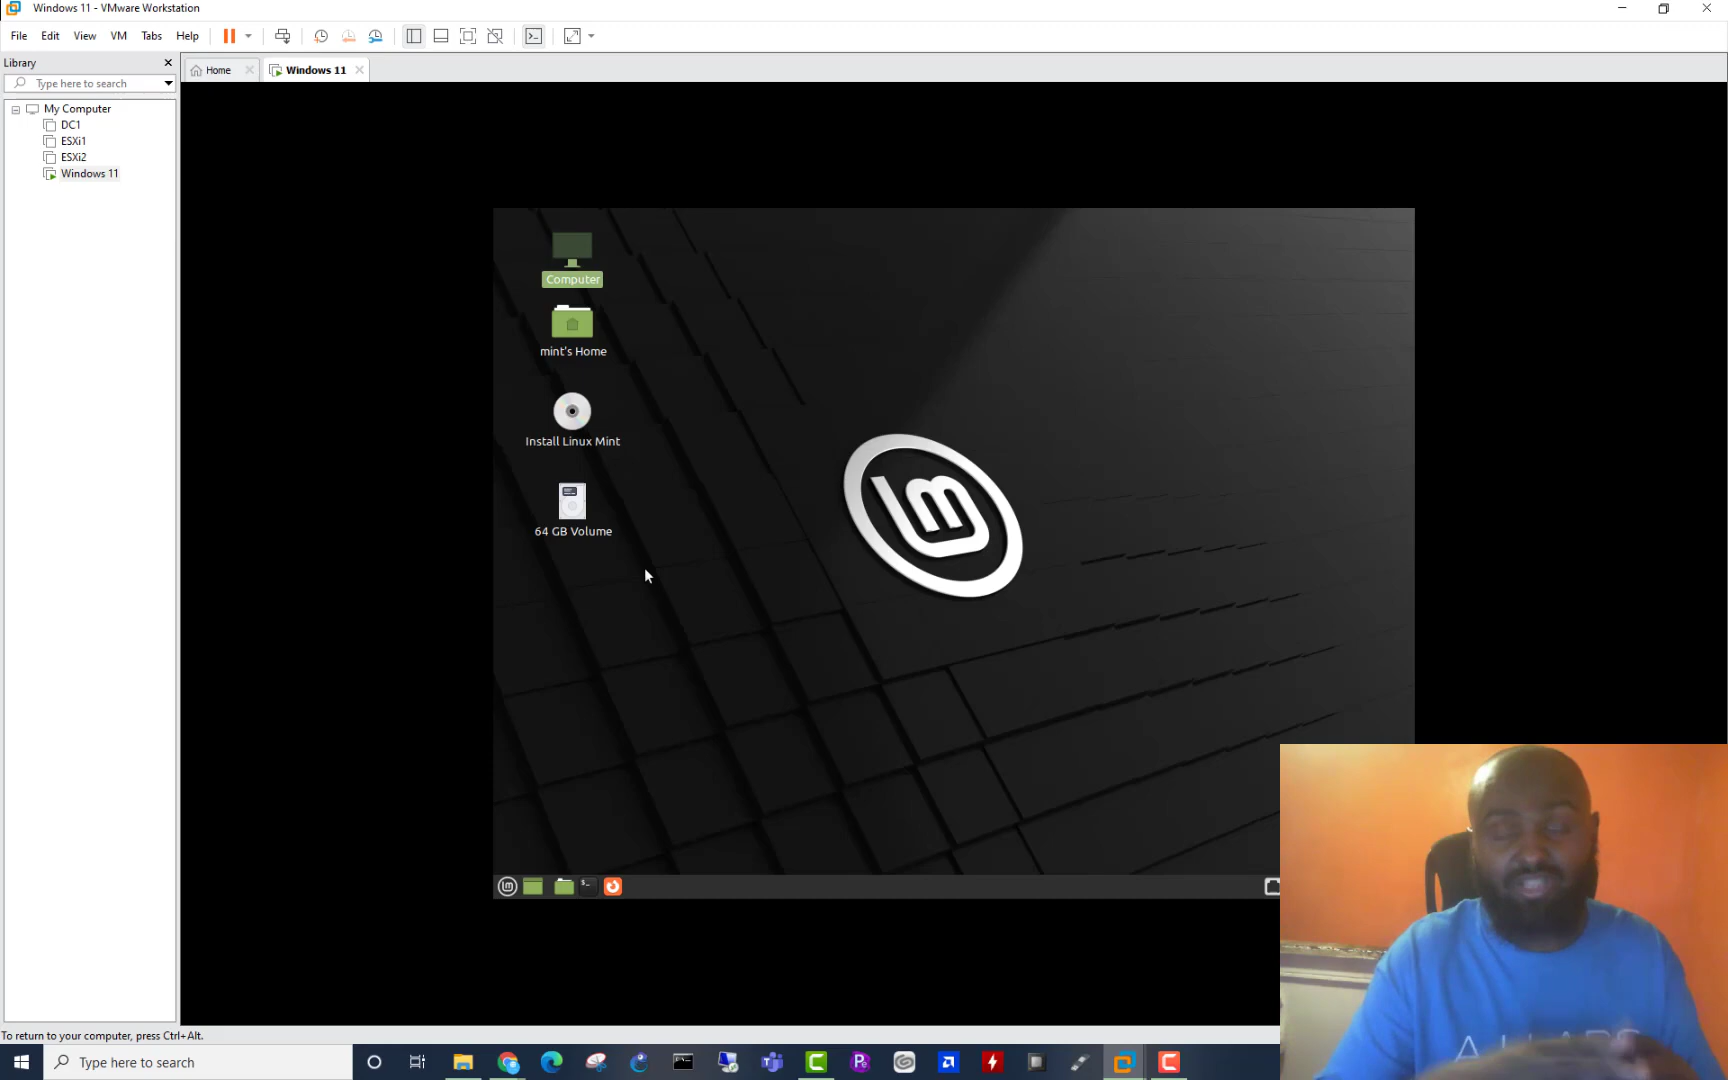 Windows 11 - VMware Workstation
File Edit View VM Tabs Help
Library
Type here to search
Home
Windows 11
My Computer
DC1
ESXi1
ESXi2
Windows 11
Computer
mint's Home
Install Linux Mint
64 GB Volume
To return to your computer, press Ctrl+Alt.
Type here to search